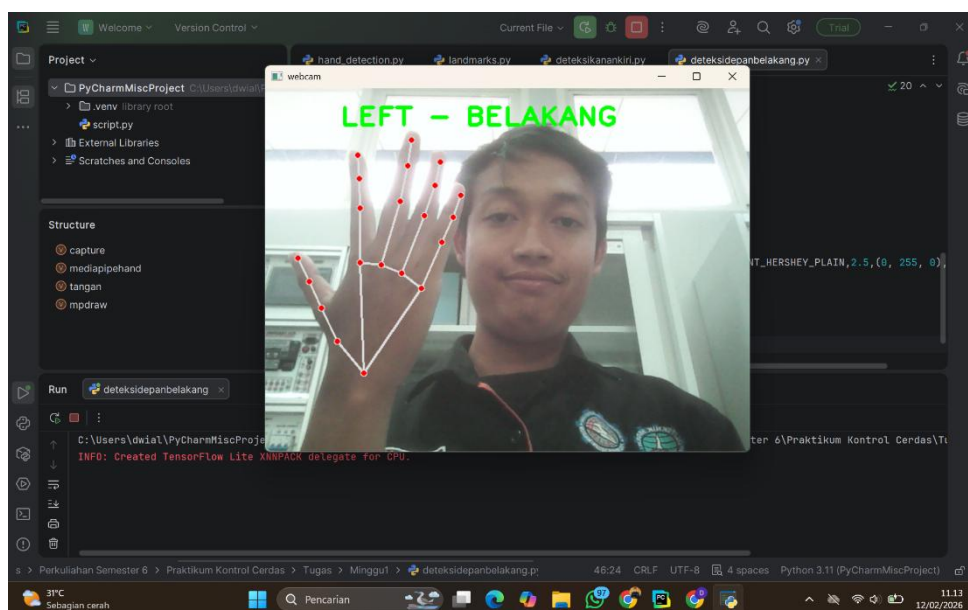 W Welcome Version Control Current File Trial
Project
hand_detection.py landmarks.py deteksikanankiri.py deteksidepanbelakang.py
webcam
PyCharmMiscProject C:\Users\dwial\P
20
.venv library root
script.py
External Libraries
Scratches and Consoles
LEFT - BELAKANG
Structure
capture
mediapipehand
tangan
mpdraw
NT_HERSHEY_PLAIN,2.5,(0, 255, 0),
Run deteksidepanbelakang
C:\Users\dwial\PyCharmMiscProje
ter 6\Praktikum Kontrol Cerdas\Tu
INFO: Created TensorFlow Lite XNNPACK delegate for CPU.
s > Perkuliahan Semester 6 > Praktikum Kontrol Cerdas > Tugas > Minggu1 > deteksidepanbelakang.p 46:24 CRLF UTF-8 4 spaces Python 3.11 (PyCharmMiscProject)
31°C
Sebagian cerah
Pencarian
11.13
12/02/2026